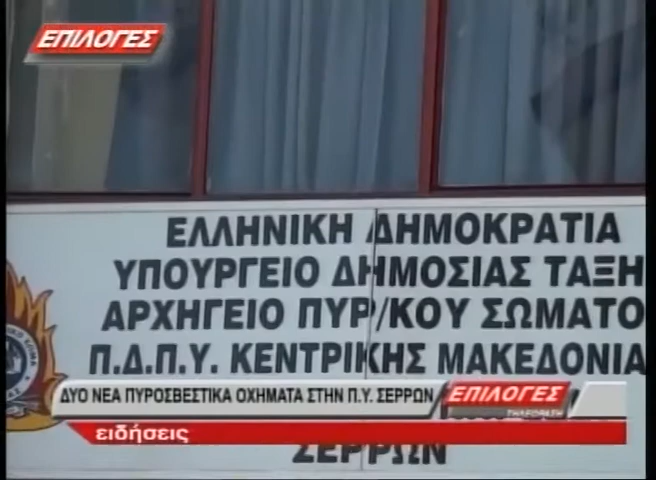 ΕΠΙΛΟΓΕΣ
ΕΛΛΗΝΙΚΗ ΔΗΜΟΚΡΑΤΙΑ
ΥΠΟΥΡΓΕΙΟ ΔΗΜΟΣΙΑΣ ΤΑΞΗ
ΑΡΧΗΓΕΙΟ ΠΥΡ/ΚΟΥ ΣΩΜΑΤΟ
Π.Δ.Π.Υ. ΚΕΝΤΡΙΚΗΣ ΜΑΚΕΔΟΝΙΑ
ΔΥΟ ΝΕΑ ΠΥΡΟΣΒΕΣΤΙΚΑ ΟΧΗΜΑΤΑ ΣΤΗΝ Π.Υ. ΣΕΡΡΩΝ
ΕΠΙΛΟΓΕΣ
ΤΗΛΕΟΡΑΣΗ
ειδήσεις
ΣΕΡΡΩΝ